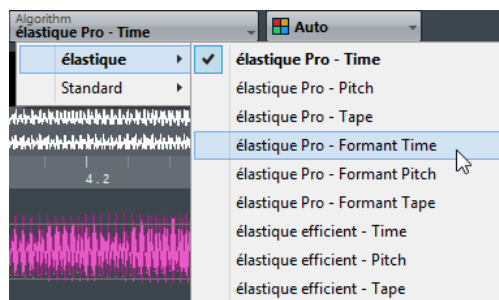 Algorithm
élastique Pro - Time
Auto
élastique
Standard
élastique Pro - Time
élastique Pro - Pitch
élastique Pro - Tape
élastique Pro - Formant Time
élastique Pro - Formant Pitch
élastique Pro - Formant Tape
élastique efficient - Time
élastique efficient - Pitch
élastique efficient - Tape
4.2